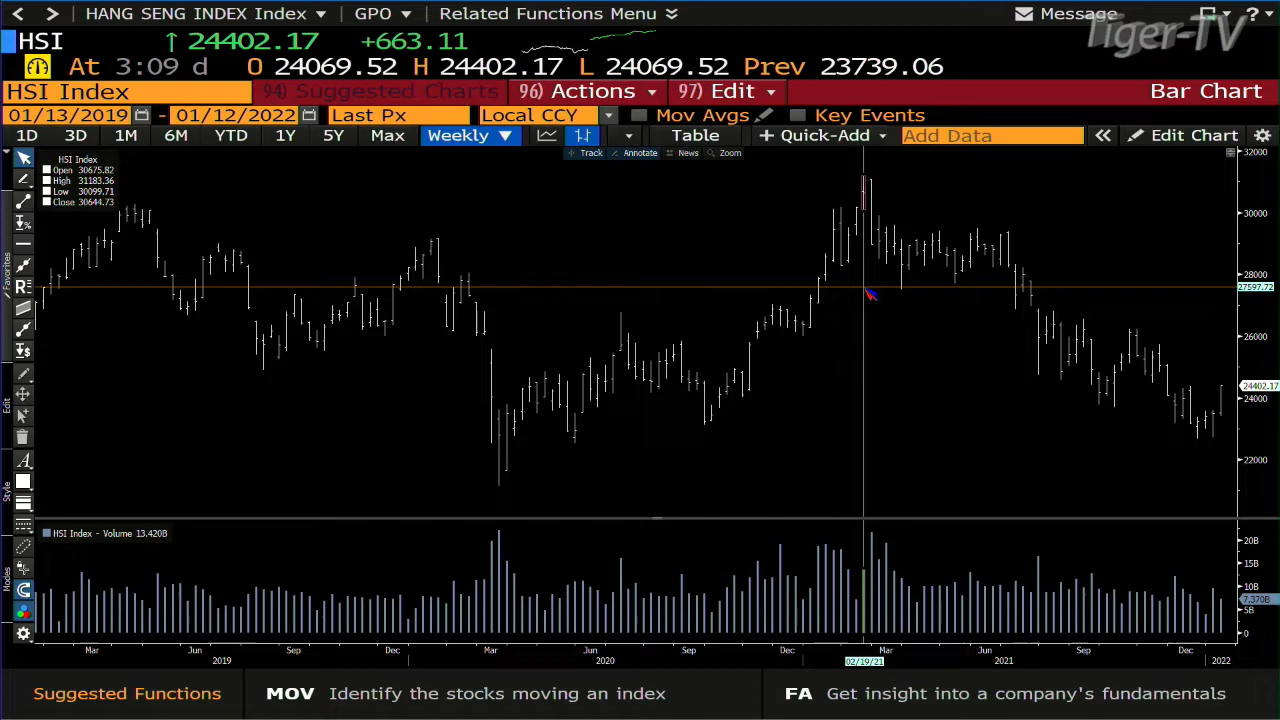 HANG SENG INDEX Index GPO Related Functions Menu Message ?
Tiger-TV
HSI 24402.17 +663.11
At 3:09 d O 24069.52 H 24402.17 L 24069.52 Prev 23739.06
HSI Index 94) Suggested Charts 96) Actions 97) Edit Bar Chart
01/13/2019 - 01/12/2022 Last Px Local CCY Mov Avgs Key Events
1D 3D 1M 6M YTD 1Y 5Y Max Weekly Table + Quick-Add Add Data « Edit Chart
Track Annotate News Zoom
HSI Index
Open 30675.82
High 31183.36
Low 30099.71
Close 30644.73
32000
30000
28000
27597.72
26000
24402.17
24000
22000
Favorites
Edit
Style
Modes
HSI Index - Volume 13.420B
20B
15B
10B
7.370B
5B
0
Mar Jun Sep Dec Mar Jun Sep Dec Mar Jun Sep Dec
2019 2020 02/19/21 2021 2022
Suggested Functions MOV Identify the stocks moving an index FA Get insight into a company's fundamentals